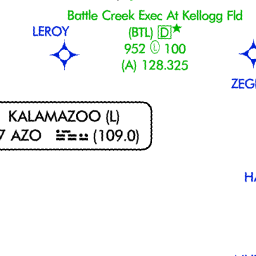 Battle Creek Exec At Kellogg Fld
LEROY
(BTL) D★
952 Ⓛ 100
(A) 128.325
ZEG
KALAMAZOO (L)
7 AZO (109.0)
HA